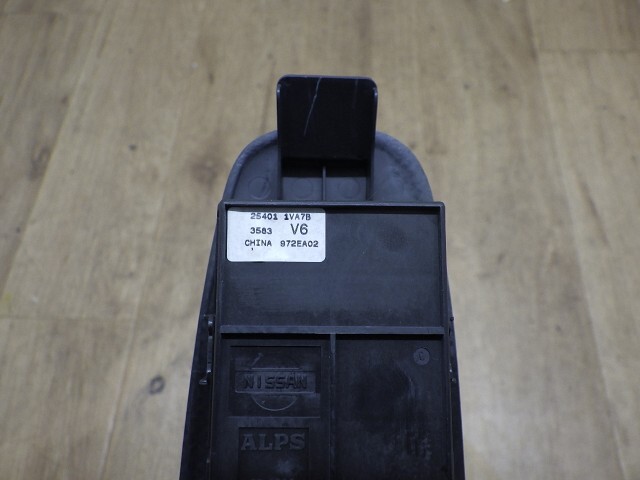 25401 1VA7B
3583 V6
CHINA 972EA02
NISSAN
ALPS